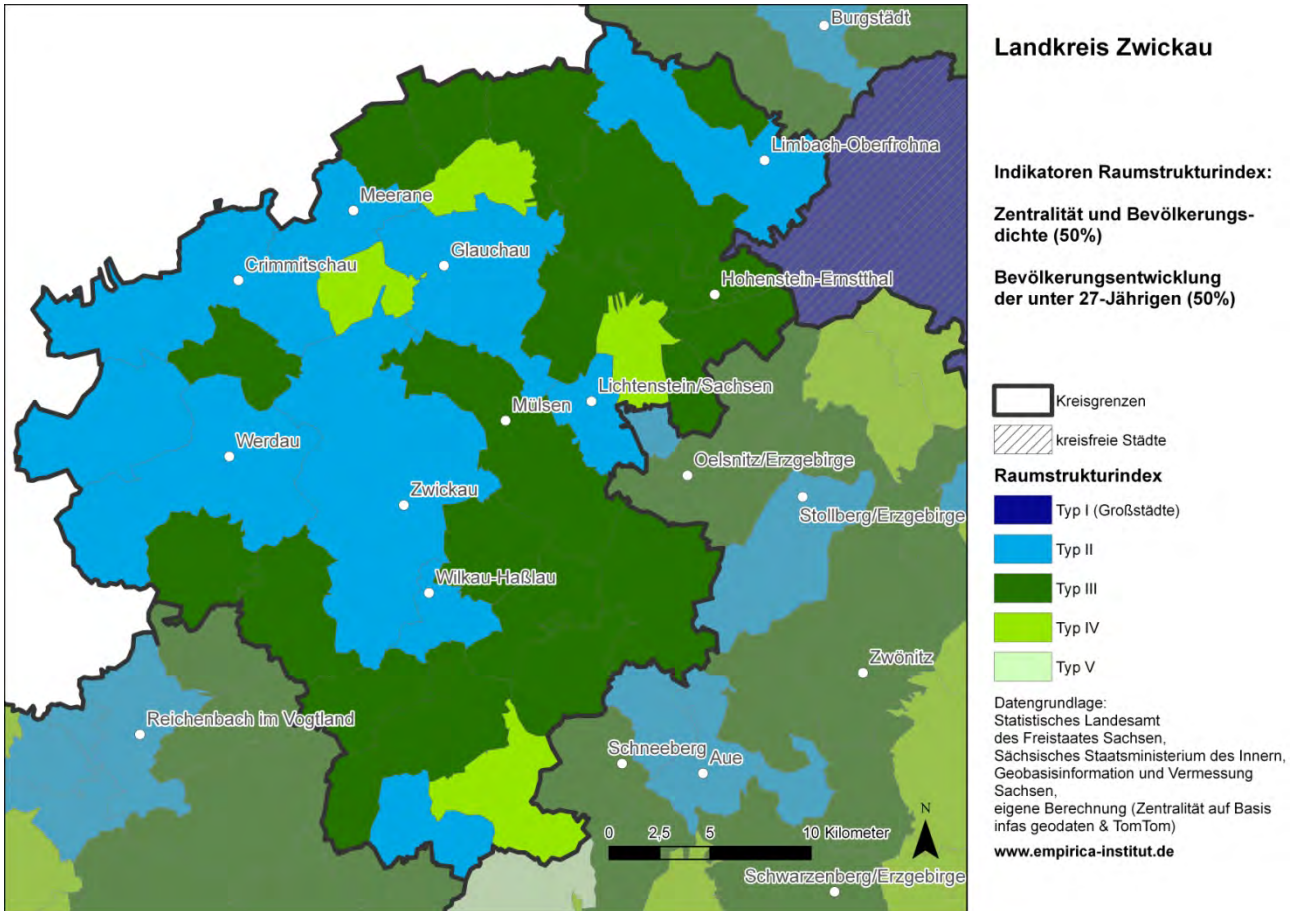 Landkreis Zwickau
Indikatoren Raumstrukturindex:
Zentralität und Bevölkerungs-
dichte (50%)
Bevölkerungsentwicklung
der unter 27-Jährigen (50%)
Kreisgrenzen
kreisfreie Städte
Raumstrukturindex
Typ I (Großstädte)
Typ II
Typ III
Typ IV
Typ V
Datengrundlage:
Statistisches Landesamt
des Freistaates Sachsen,
Sächsisches Staatsministerium des Innern,
Geobasisinformation und Vermessung
Sachsen,
eigene Berechnung (Zentralität auf Basis
infas geodaten & TomTom)
www.empirica-institut.de
Burgstädt
Limbach-Oberfrohna
Meerane
Glauchau
Crimmitschau
Hohenstein-Ernstthal
Lichtenstein/Sachsen
Mülsen
Werdau
Oelsnitz/Erzgebirge
Zwickau
Stollberg/Erzgebirge
Wilkau-Haßlau
Zwönitz
Reichenbach im Vogtland
Schneeberg
Aue
N
0 2,5 5 10 Kilometer
Schwarzenberg/Erzgebirge